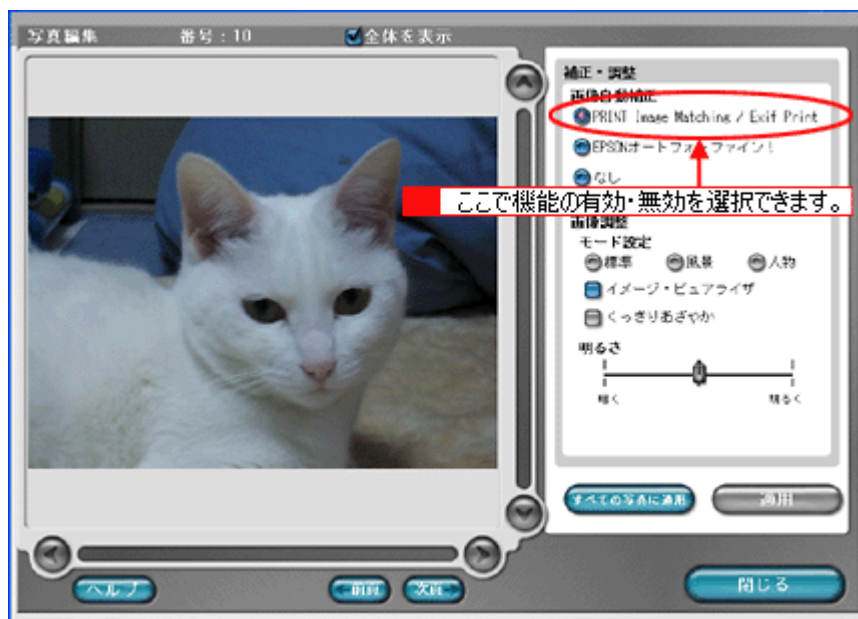 写真編集 番号：10 全体を表示
補正・調整
画像自動補正
PRINT Image Matching / Exif Print
EPSONオートフォトファイン！
なし
ここで機能の有効・無効を選択できます。
画像調整
モード設定
標準 風景 人物
イメージ・ピュアライザ
くっきりあざやか
明るさ
暗く 明るく
すべての写真に適用 適用
ヘルプ 前頁 次頁 閉じる